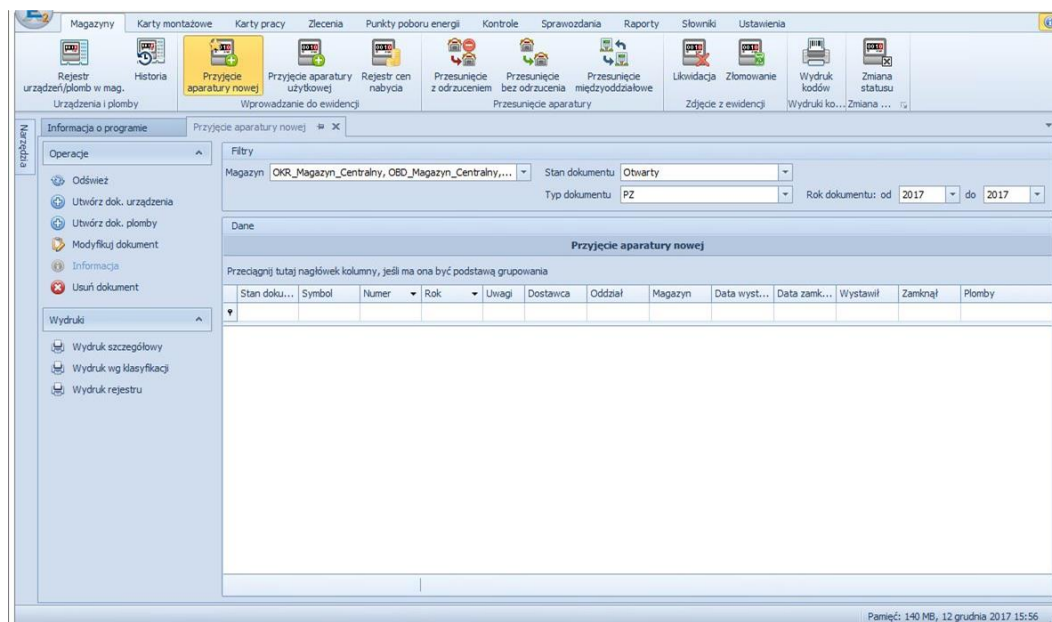 Magazyny Karty montażowe Karty pracy Zlecenia Punkty poboru energii Kontrole Sprawozdania Raporty Słowniki Ustawienia
Rejestr urządzeń/plomb w mag.
Historia
Przyjęcie aparatury nowej
Przyjęcie aparatury użytkowej
Rejestr cen nabycia
Przesunięcie z odrzuceniem
Przesunięcie bez odrzucenia
Przesunięcie międzyoddziałowe
Likwidacja
Złomowanie
Wydruk kodów
Zmiana statusu
Urządzenia i plomby Wprowadzanie do ewidencji Przesunięcie aparatury Zdjęcie z ewidencji Wydruki ko... Zmiana ...
Narzędzia
Informacja o programie Przyjęcie aparatury nowej
Operacje
Odśwież
Utwórz dok. urządzenia
Utwórz dok. plomby
Modyfikuj dokument
Informacja
Usuń dokument
Wydruki
Wydruk szczegółowy
Wydruk wg klasyfikacji
Wydruk rejestru
Filtry
Magazyn OKR_Magazyn_Centralny, OBD_Magazyn_Centralny,... Stan dokumentu Otwarty
Typ dokumentu PZ Rok dokumentu: od 2017 do 2017
Dane
Przyjęcie aparatury nowej
Przeciągnij tutaj nagłówek kolumny, jeśli ma ona być podstawą grupowania
Stan doku... Symbol Numer Rok Uwagi Dostawca Oddział Magazyn Data wyst... Data zamk... Wystawił Zamknął Plomby
Pamięć: 140 MB, 12 grudnia 2017 15:56